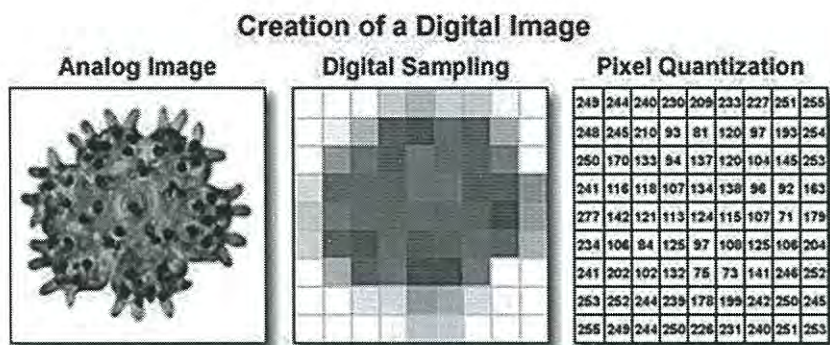 Creation of a Digital Image
Analog Image Digital Sampling Pixel Quantization
249 244 240 230 209 233 227 251 255
248 245 210 93 81 120 97 193 254
250 170 133 94 137 120 104 145 253
241 116 118 107 134 138 96 92 163
277 142 121 113 124 115 107 71 179
234 106 84 125 97 108 125 106 204
241 202 102 132 75 73 141 246 252
253 252 244 239 178 199 242 250 245
255 249 244 250 226 231 240 251 253